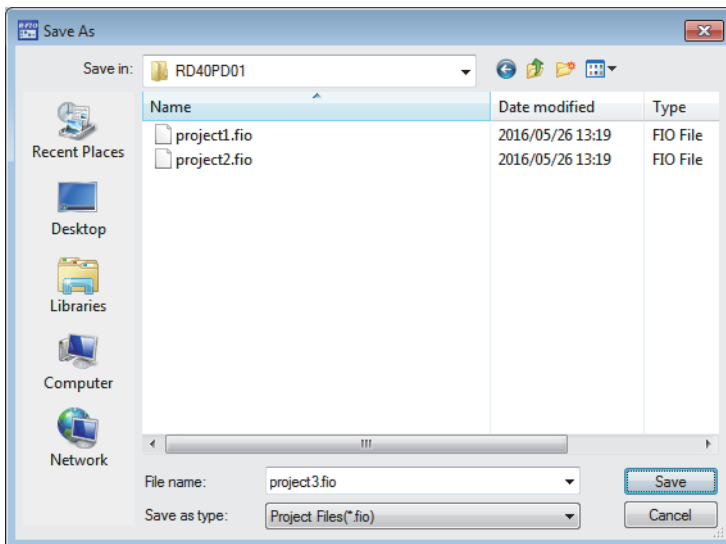 Save As
Save in: RD40PD01
Name Date modified Type
project1.fio 2016/05/26 13:19 FIO File
project2.fio 2016/05/26 13:19 FIO File
Recent Places
Desktop
Libraries
Computer
Network
File name: project3.fio Save
Save as type: Project Files(*.fio) Cancel